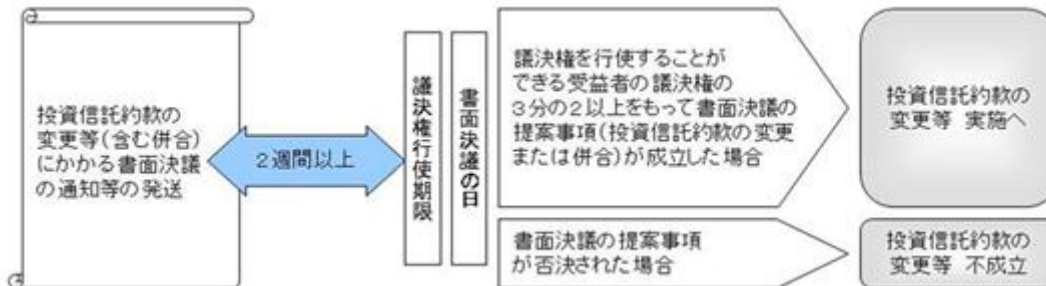 投資信託約款の
変更等(含む併合)
にかかる書面決議
の通知等の発送
2週間以上
議決権行使期限
書面決議の日
議決権を行使することが
できる受益者の議決権の
3分の2以上をもって書面決議の
提案事項(投資信託約款の変更
または併合)が成立した場合
投資信託約款の
変更等 実施へ
書面決議の提案事項
が否決された場合
投資信託約款の
変更等 不成立